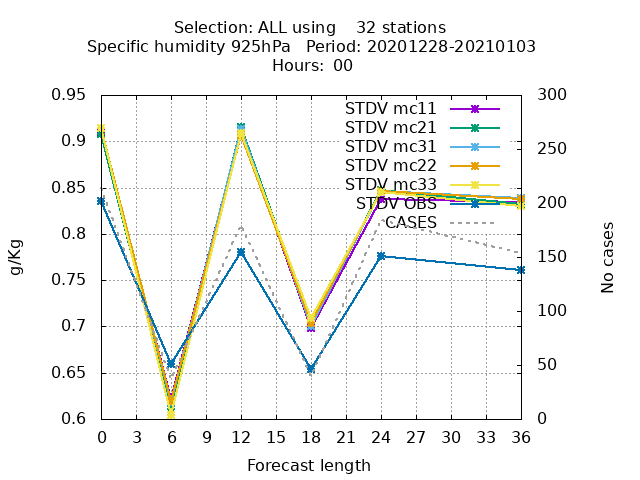 Selection: ALL using    32 stations
Specific humidity 925hPa   Period: 20201228-20210103
Hours:  00
STDV mc11
STDV mc21
STDV mc31
STDV mc22
STDV mc33
STDV OBS
CASES
g/Kg
0.95
0.9
0.85
0.8
0.75
0.7
0.65
0.6
No cases
300
250
200
150
100
50
0
0 3 6 9 12 15 18 21 24 27 30 33 36
Forecast length